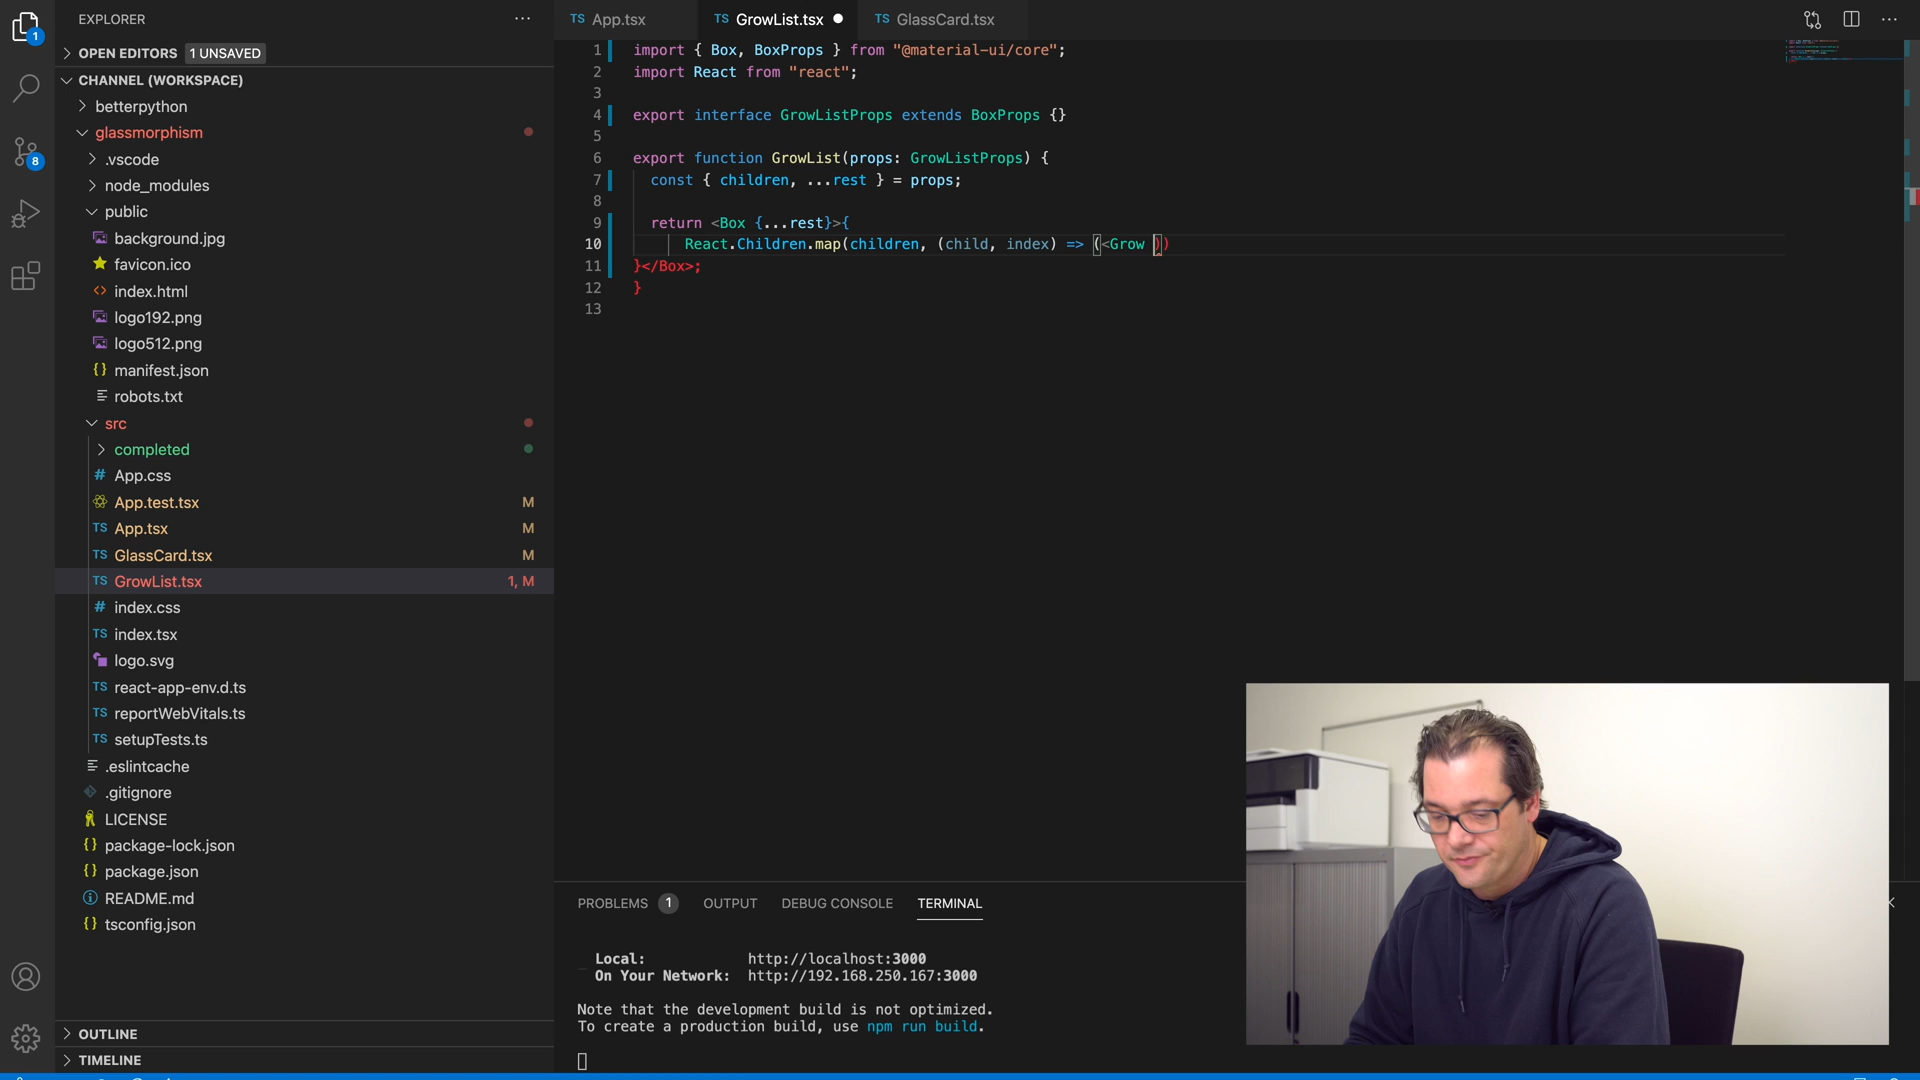 EXPLORER
OPEN EDITORS 1 UNSAVED
CHANNEL (WORKSPACE)
betterpython
glassmorphism
.vscode
node_modules
public
background.jpg
favicon.ico
index.html
logo192.png
logo512.png
manifest.json
robots.txt
src
completed
App.css
App.test.tsx M
App.tsx M
GlassCard.tsx M
GrowList.tsx 1, M
index.css
index.tsx
logo.svg
react-app-env.d.ts
reportWebVitals.ts
setupTests.ts
.eslintcache
.gitignore
LICENSE
package-lock.json
package.json
README.md
tsconfig.json
OUTLINE
TIMELINE
1
8
TS App.tsx TS GrowList.tsx TS GlassCard.tsx
1 import { Box, BoxProps } from "@material-ui/core";
2 import React from "react";
3
4 export interface GrowListProps extends BoxProps {}
5
6 export function GrowList(props: GrowListProps) {
7 const { children, ...rest } = props;
8
9 return <Box {...rest}>{
10 React.Children.map(children, (child, index) => (<Grow ))
11 }</Box>;
12 }
13
PROBLEMS 1 OUTPUT DEBUG CONSOLE TERMINAL
Local: http://localhost:3000
On Your Network: http://192.168.250.167:3000
Note that the development build is not optimized.
To create a production build, use npm run build.